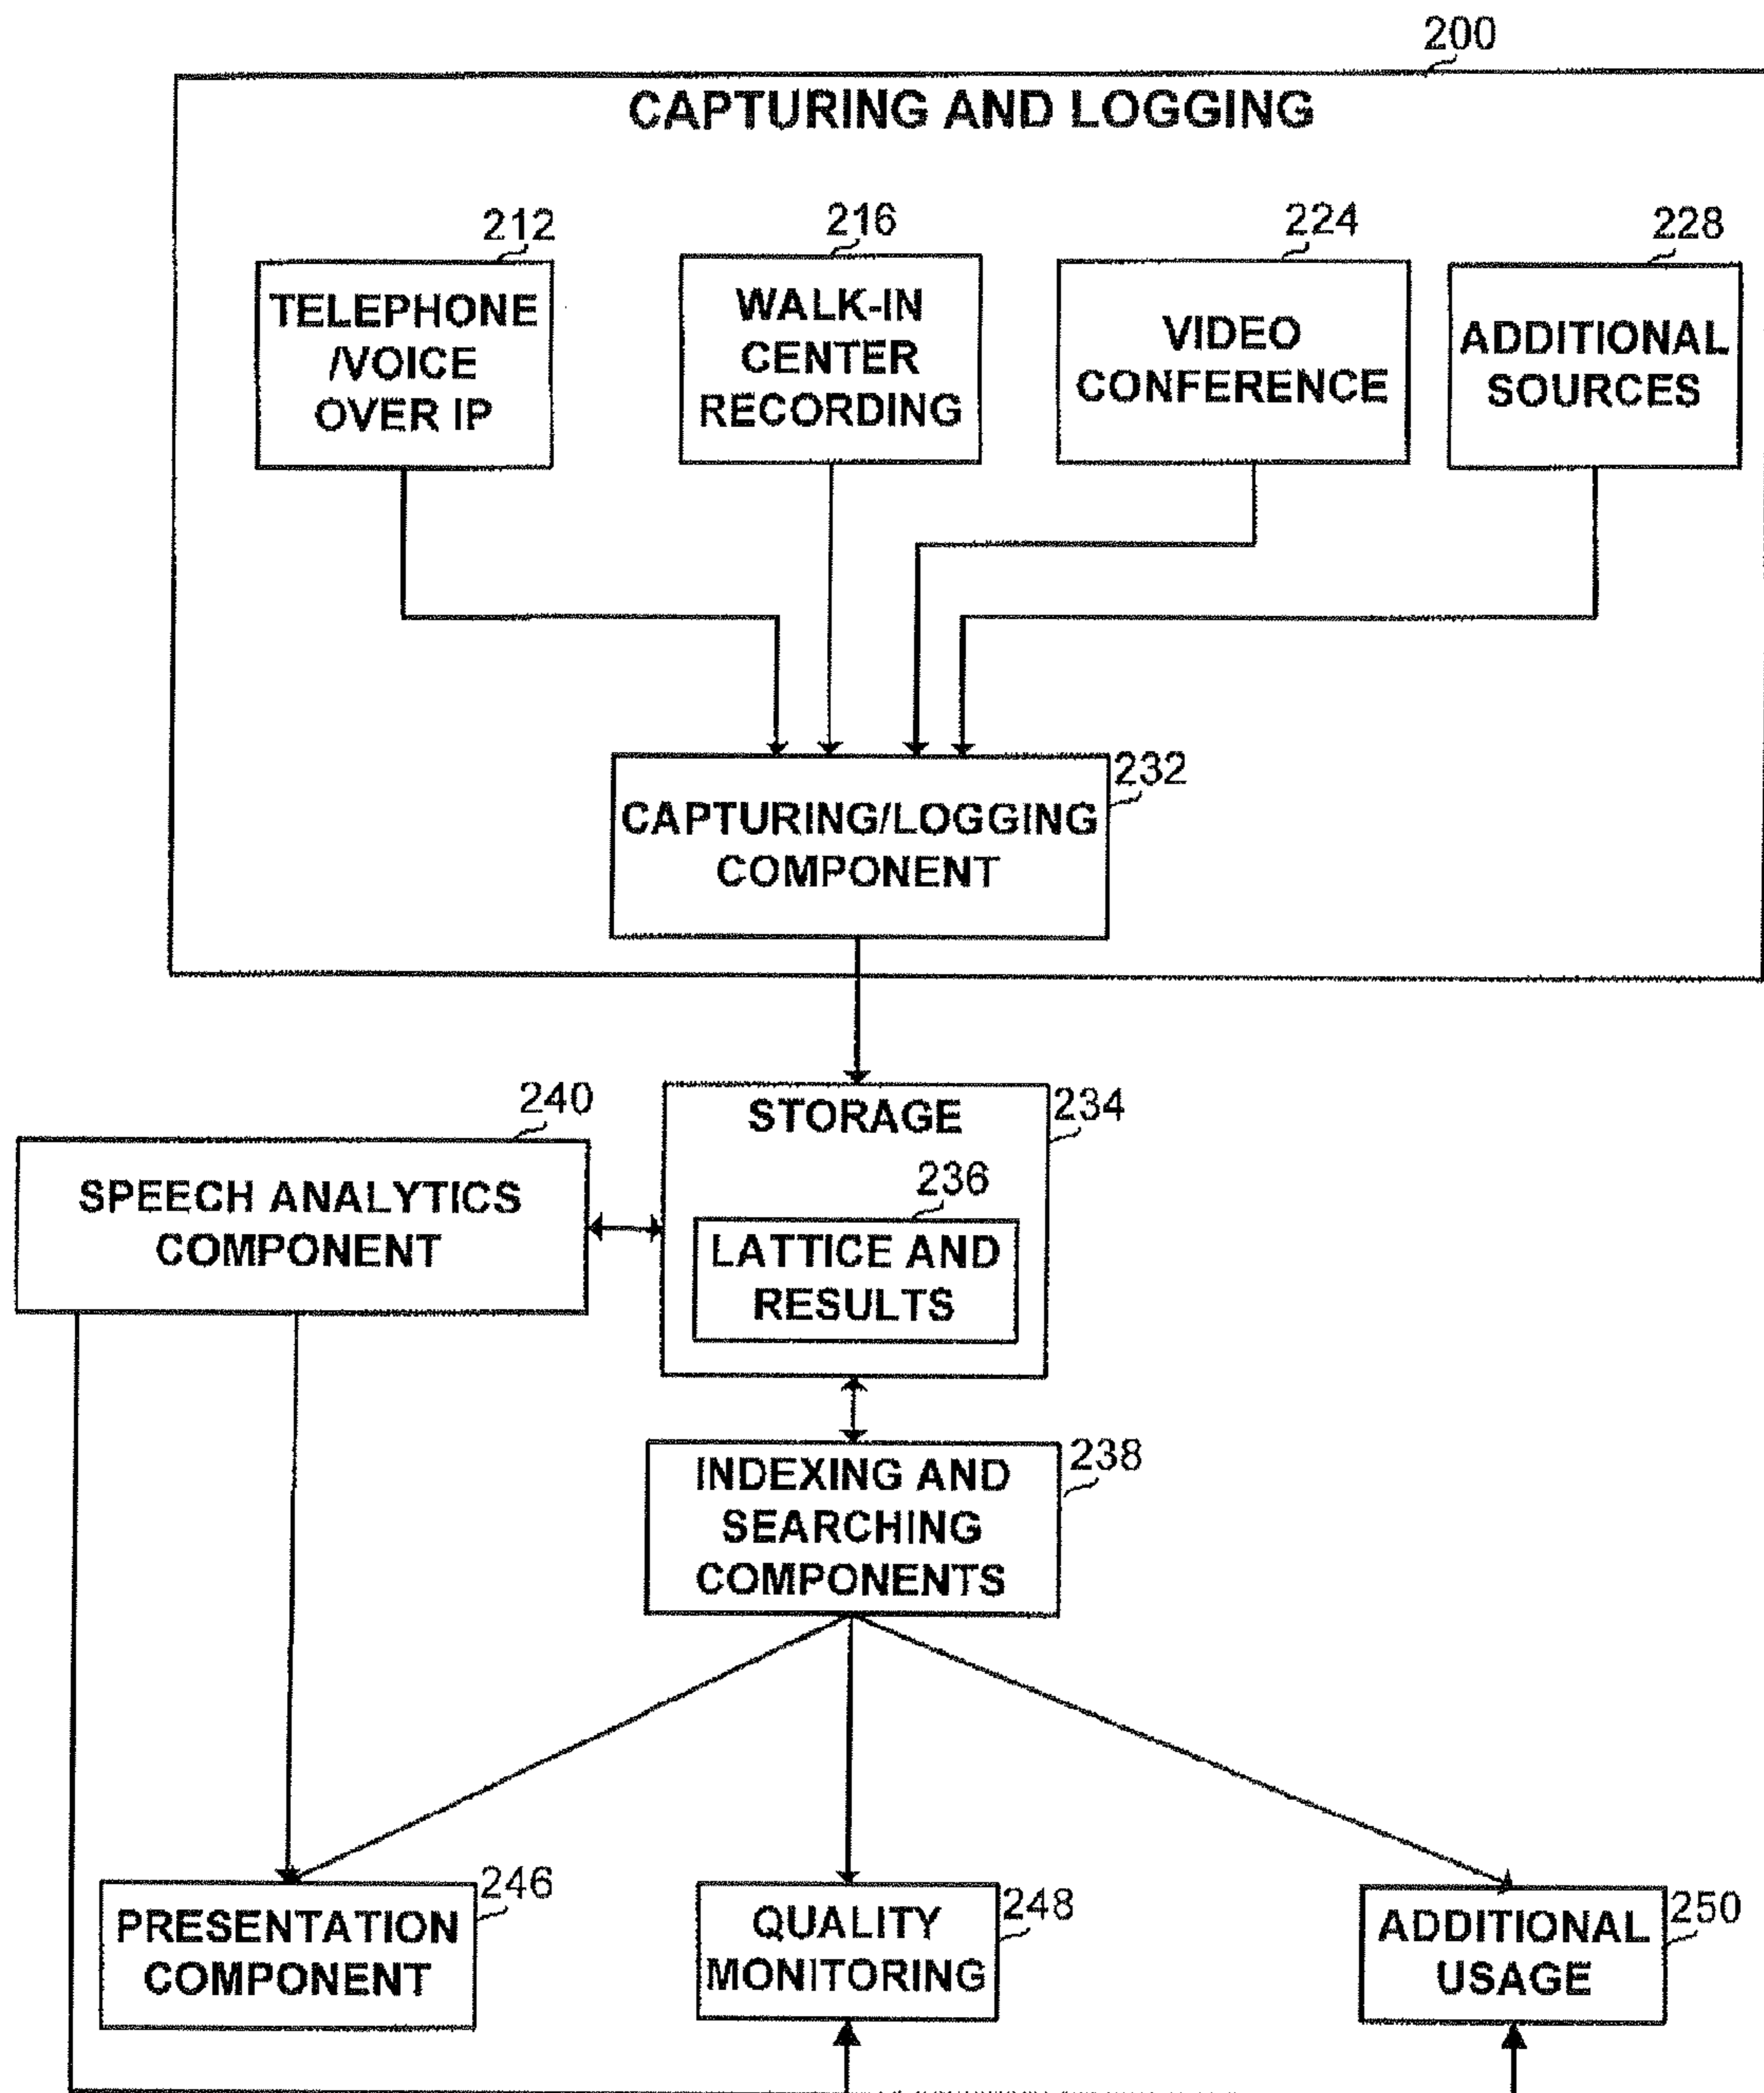 200
CAPTURING AND LOGGING
212
216
224
228
TELEPHONE
/VOICE
OVER IP
WALK-IN
CENTER
RECORDING
VIDEO
CONFERENCE
ADDITIONAL
SOURCES
232
CAPTURING/LOGGING
COMPONENT
240
STORAGE
234
SPEECH ANALYTICS
COMPONENT
236
LATTICE AND
RESULTS
238
INDEXING AND
SEARCHING
COMPONENTS
246
PRESENTATION
COMPONENT
248
QUALITY
MONITORING
250
ADDITIONAL
USAGE